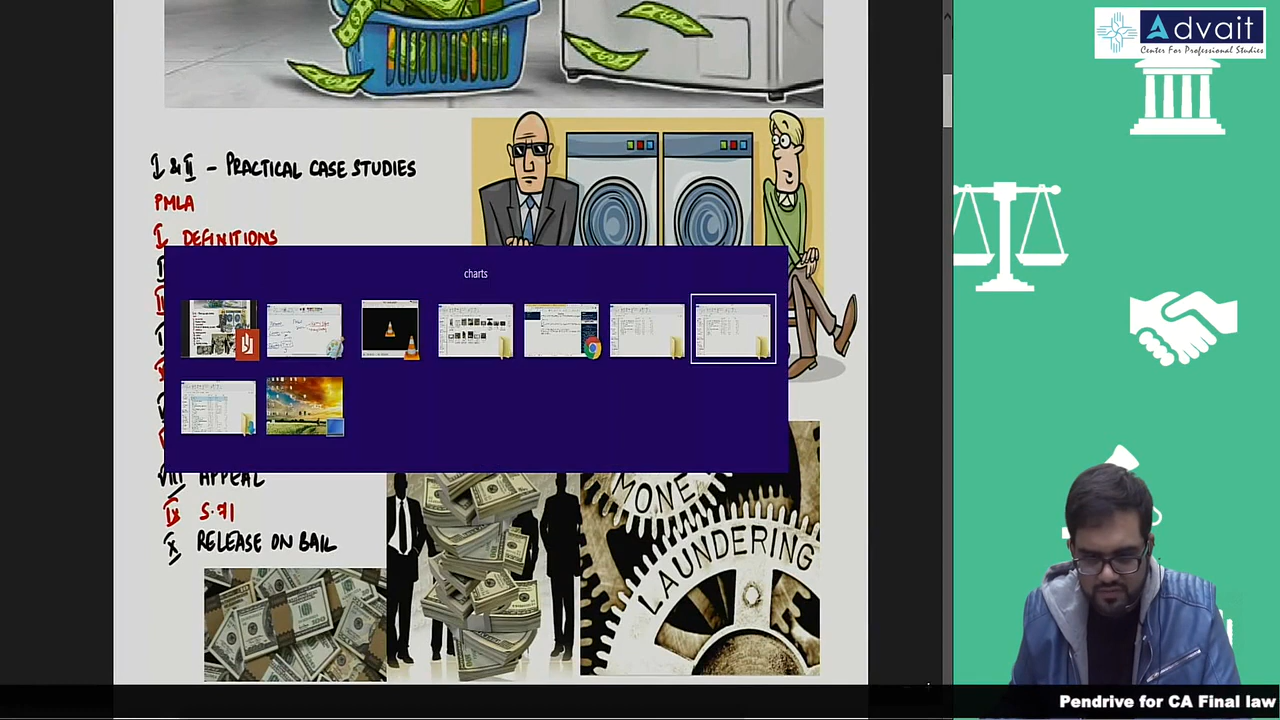 Advait
Center For Professional Studies
I & II - PRACTICAL CASE STUDIES
PMLA
I DEFINITIONS
charts
VIII APPEAL
IX S.71
X RELEASE ON BAIL
MONEY
LAUNDERING
Pendrive for CA Final law